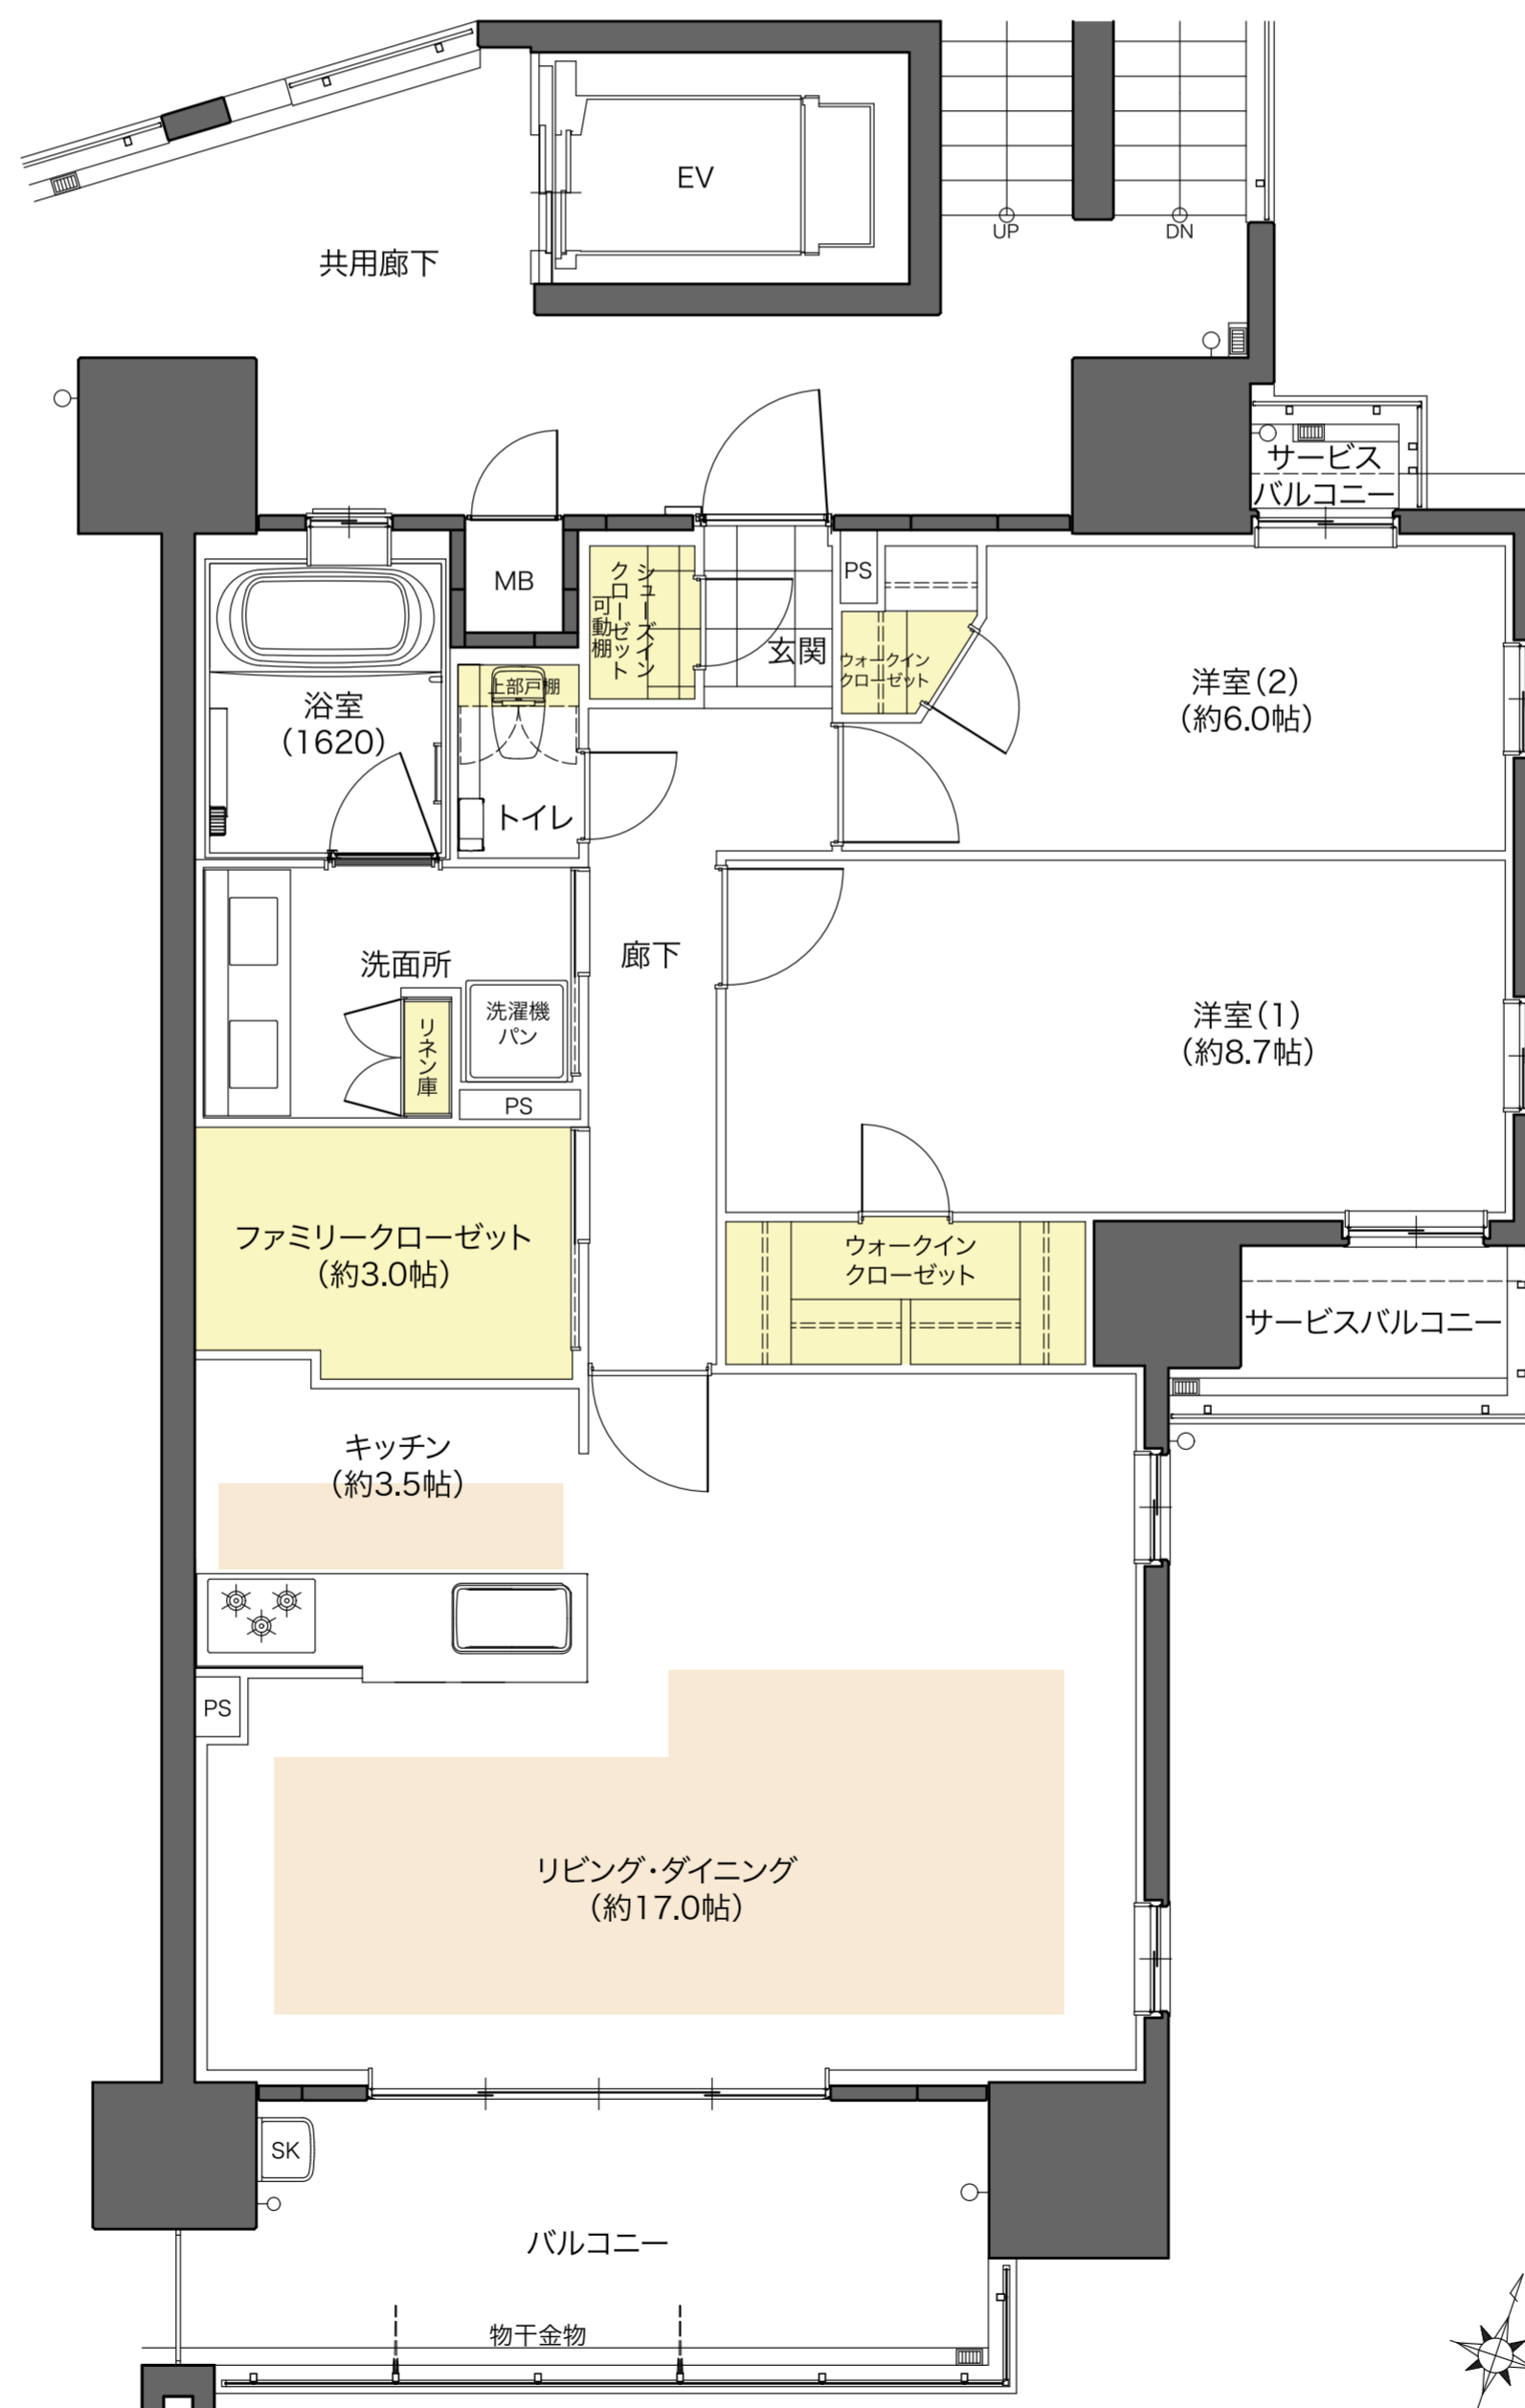 EV
UP
DN
共用廊下
サービス
バルコニー
MB
シューズイン
クローゼット
可動棚
玄関
PS
ウォークイン
クローゼット
洋室(2)
(約6.0帖)
浴室
(1620)
上部戸棚
トイレ
洗面所
廊下
洗濯機
パン
リネン庫
PS
洋室(1)
(約8.7帖)
ファミリークローゼット
(約3.0帖)
ウォークイン
クローゼット
サービスバルコニー
キッチン
(約3.5帖)
PS
リビング・ダイニング
(約17.0帖)
SK
バルコニー
物干金物